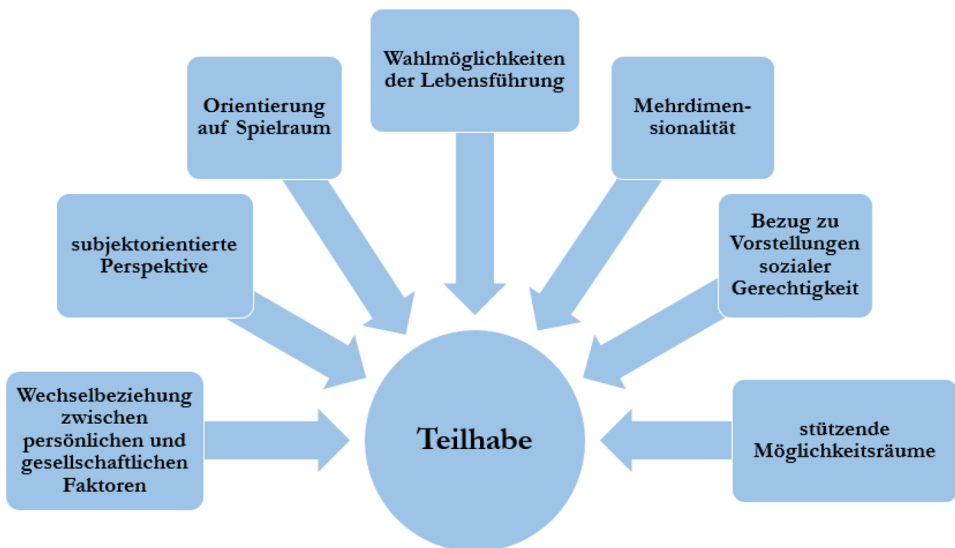 Wahlmöglichkeiten
der Lebensführung
Orientierung
auf Spielraum
Mehrdimen-
sionalität
subjektorientierte
Perspektive
Bezug zu
Vorstellungen
sozialer
Gerechtigkeit
Wechselbeziehung
zwischen
persönlichen und
gesellschaftlichen
Faktoren
Teilhabe
stützende
Möglichkeitsräume